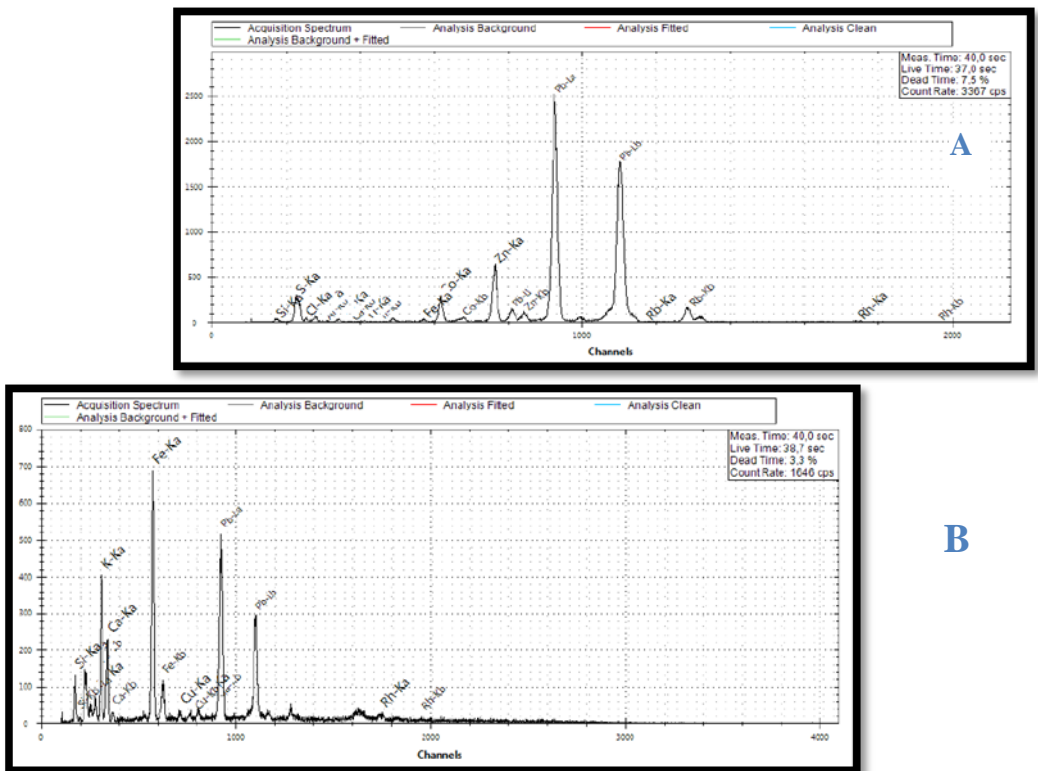 Acquisition Spectrum Analysis Background Analysis Fitted Analysis Clean
Analysis Background + Fitted
Meas. Time: 40,0 sec
Live Time: 37,0 sec
Dead Time: 7,5 %
Count Rate: 3367 cps
A
2500
2000
1500
1000
500
0
Pb-La
Pb-Lb
Zn-Ka
S-Ka
Si-Ka
Cl-Ka
Fe-Ka
Co-Kb
Zn-Kb
Rb-Ka
Rb-Kb
Rh-Ka
Rh-Kb
1000 2000
Channels
Acquisition Spectrum Analysis Background Analysis Fitted Analysis Clean
Analysis Background + Fitted
Meas. Time: 40,0 sec
Live Time: 38,7 sec
Dead Time: 3,3 %
Count Rate: 1646 cps
B
800
700
600
500
400
300
200
100
0
Fe-Ka
Pb-La
K-Ka
Pb-Lb
Ca-Ka
Si-Ka
Fe-Kb
Cu-Ka
Ca-Kb
Cu-Kb
Rh-Ka
Rh-Kb
0 1000 2000 3000 4000
Channels